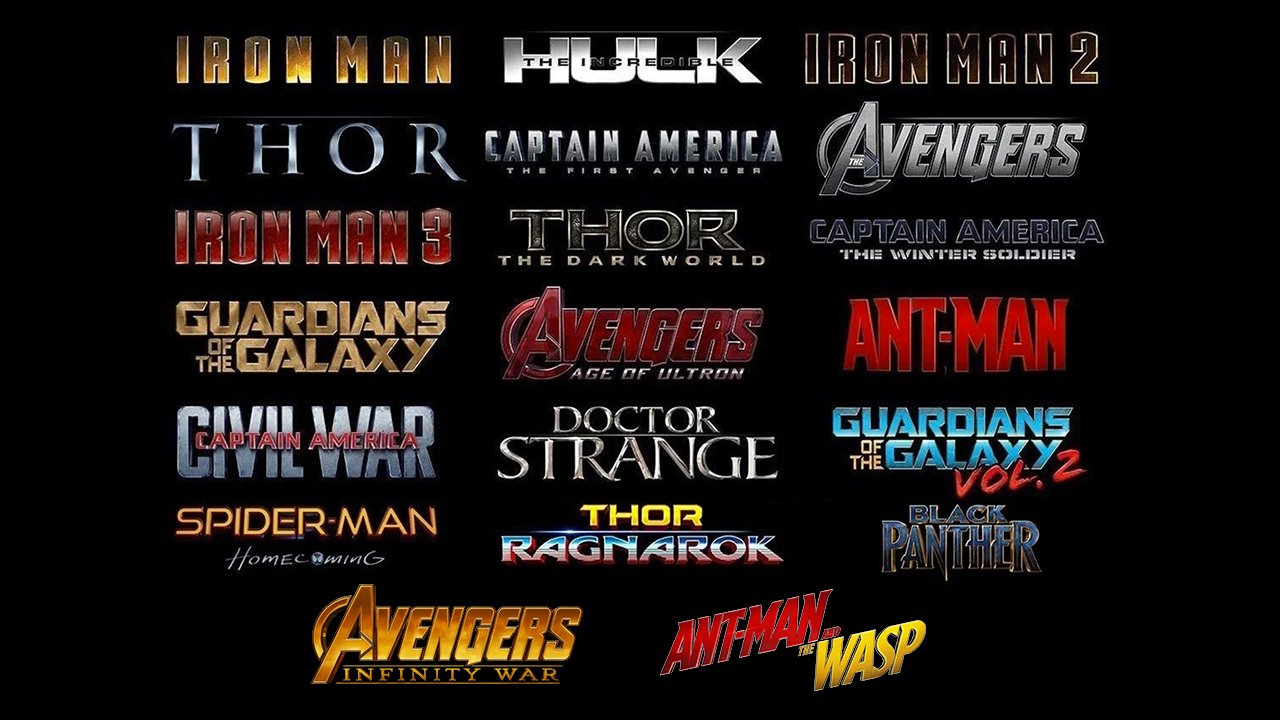 IRON MAN
THE INCREDIBLE HULK
IRON MAN 2
THOR
CAPTAIN AMERICA
THE FIRST AVENGER
THE AVENGERS
IRON MAN 3
THOR
THE DARK WORLD
CAPTAIN AMERICA
THE WINTER SOLDIER
GUARDIANS
OF THE GALAXY
AVENGERS
AGE OF ULTRON
ANT-MAN
CAPTAIN AMERICA
CIVIL WAR
DOCTOR
STRANGE
GUARDIANS
OF THE GALAXY
VOL. 2
SPIDER-MAN
HOMECOMING
THOR
RAGNAROK
BLACK
PANTHER
AVENGERS
INFINITY WAR
ANT-MAN AND
THE WASP